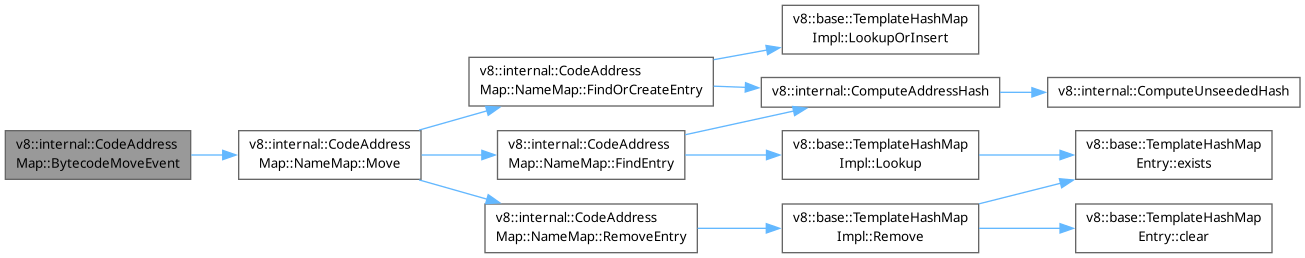 v8::internal::CodeAddress
Map::BytecodeMoveEvent
v8::internal::CodeAddress
Map::NameMap::Move
v8::internal::CodeAddress
Map::NameMap::FindOrCreateEntry
v8::internal::CodeAddress
Map::NameMap::FindEntry
v8::internal::CodeAddress
Map::NameMap::RemoveEntry
v8::base::TemplateHashMap
Impl::LookupOrInsert
v8::internal::ComputeAddressHash
v8::base::TemplateHashMap
Impl::Lookup
v8::base::TemplateHashMap
Impl::Remove
v8::internal::ComputeUnseededHash
v8::base::TemplateHashMap
Entry::exists
v8::base::TemplateHashMap
Entry::clear